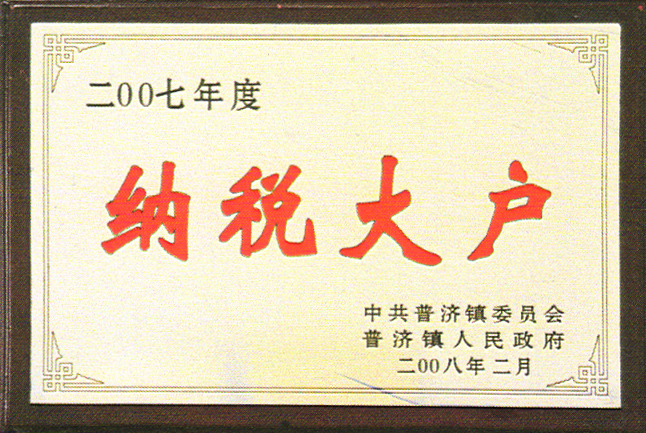 二00七年度
纳税大户
中共普济镇委员会
普济镇人民政府
二00八年二月